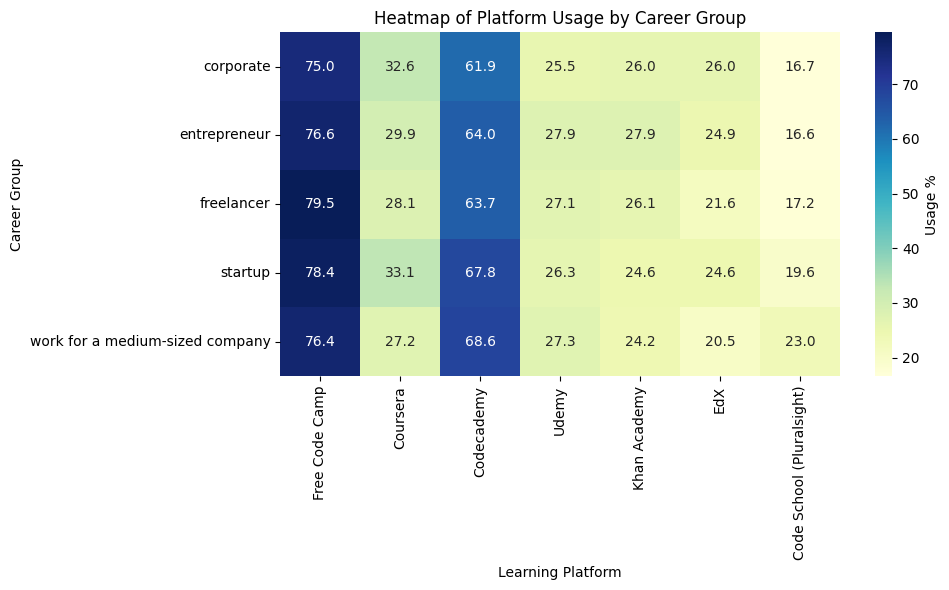 Heatmap of Platform Usage by Career Group
Career Group
corporate 75.0 32.6 61.9 25.5 26.0 26.0 16.7
entrepreneur 76.6 29.9 64.0 27.9 27.9 24.9 16.6
freelancer 79.5 28.1 63.7 27.1 26.1 21.6 17.2
startup 78.4 33.1 67.8 26.3 24.6 24.6 19.6
work for a medium-sized company 76.4 27.2 68.6 27.3 24.2 20.5 23.0
Free Code Camp
Coursera
Codecademy
Udemy
Khan Academy
EdX
Code School (Pluralsight)
Learning Platform
70
60
50
40
30
20
Usage %